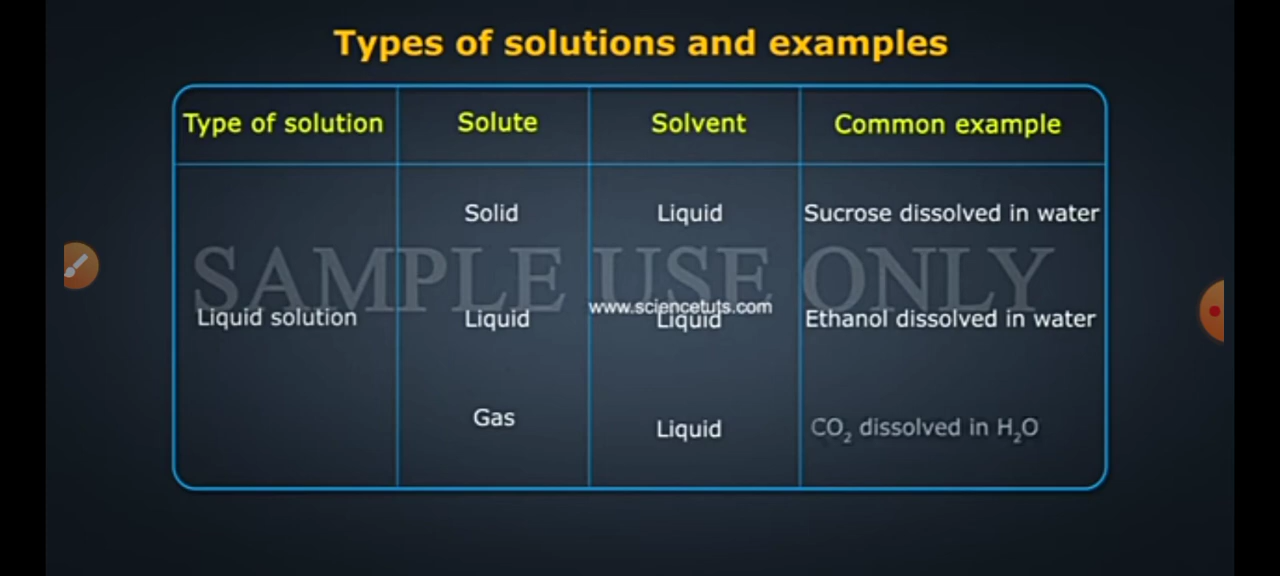 Types of solutions and examples
Type of solution Solute Solvent Common example
Solid Liquid Sucrose dissolved in water
SAMPLE USE ONLY
www.sciencetuts.com
Liquid solution Liquid Liquid Ethanol dissolved in water
Gas Liquid CO₂ dissolved in H₂O